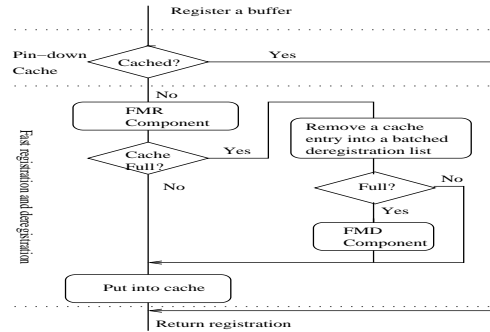 Register a buffer
Pin-down
Cache
Cached?
Yes
No
FMR
Component
Cache
Full?
Yes
No
Remove a cache
entry into a batched
deregistration list
Full?
No
Yes
FMD
Component
Fast registration and deregistration
Put into cache
Return registration